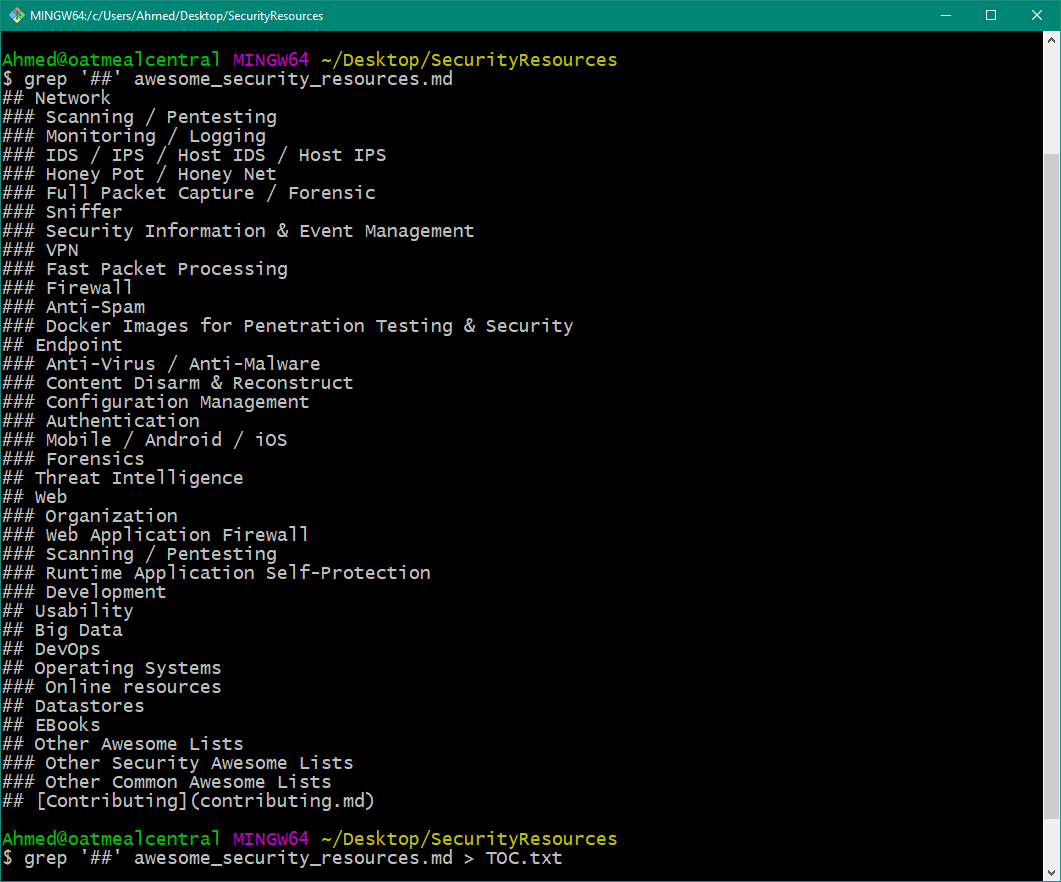 MINGW64:/c/Users/Ahmed/Desktop/SecurityResources
Ahmed@oatmealcentral MINGW64 ~/Desktop/SecurityResources
$ grep '##' awesome_security_resources.md
## Network
### Scanning / Pentesting
### Monitoring / Logging
### IDS / IPS / Host IDS / Host IPS
### Honey Pot / Honey Net
### Full Packet Capture / Forensic
### Sniffer
### Security Information & Event Management
### VPN
### Fast Packet Processing
### Firewall
### Anti-Spam
### Docker Images for Penetration Testing & Security
## Endpoint
### Anti-Virus / Anti-Malware
### Content Disarm & Reconstruct
### Configuration Management
### Authentication
### Mobile / Android / iOS
### Forensics
## Threat Intelligence
## Web
### Organization
### Web Application Firewall
### Scanning / Pentesting
### Runtime Application Self-Protection
### Development
## Usability
## Big Data
## DevOps
## Operating Systems
### Online resources
## Datastores
## EBooks
## Other Awesome Lists
### Other Security Awesome Lists
### Other Common Awesome Lists
## [Contributing](contributing.md)
Ahmed@oatmealcentral MINGW64 ~/Desktop/SecurityResources
$ grep '##' awesome_security_resources.md > TOC.txt